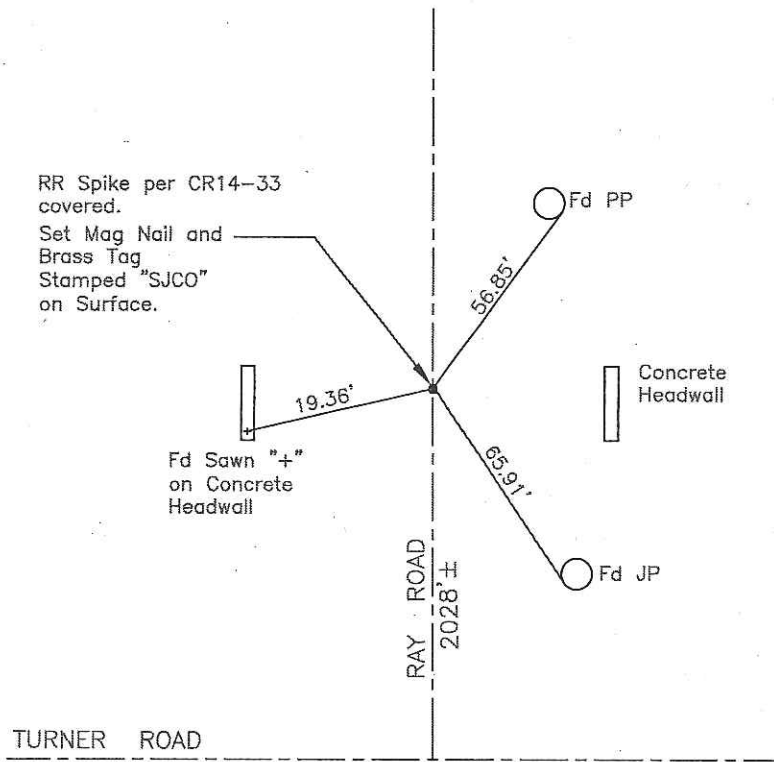 RR Spike per CR14-33
covered.
Set Mag Nail and
Brass Tag
Stamped "SJCO"
on Surface.
Fd PP
56.85'
19.36'
Concrete
Headwall
Fd Sawn "+"
on Concrete
Headwall
65.91'
Fd JP
RAY ROAD
2028'±
TURNER ROAD